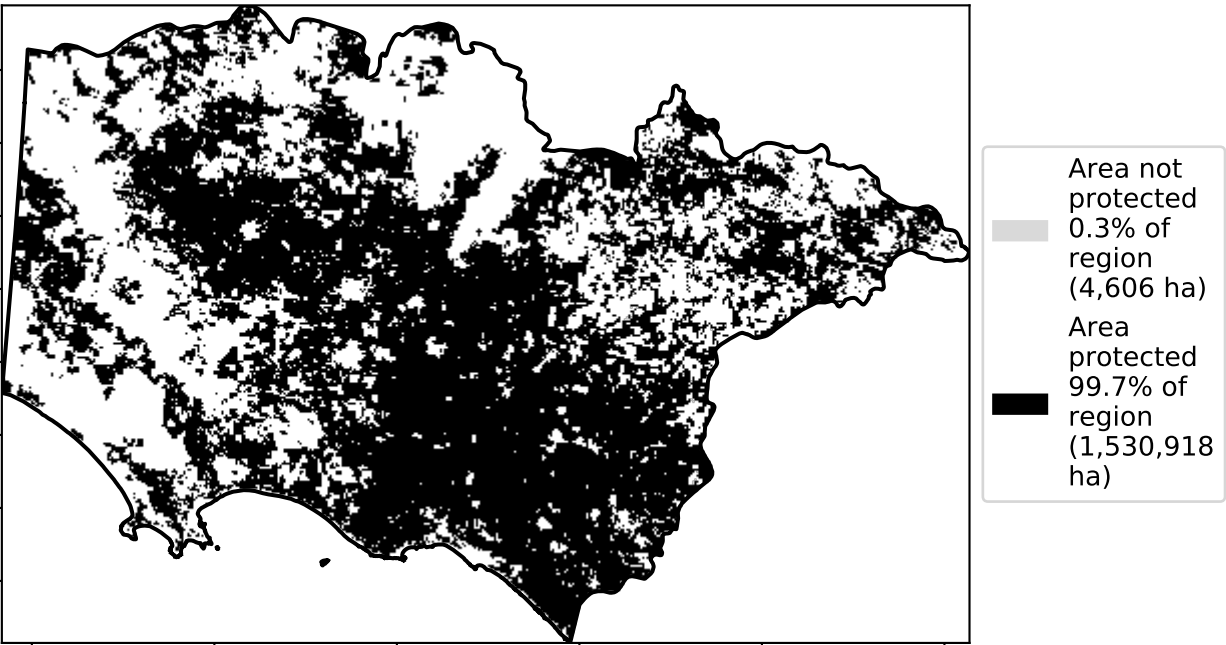 Area not
protected
0.3% of
region
(4,606 ha)
Area
protected
99.7% of
region
(1,530,918
ha)